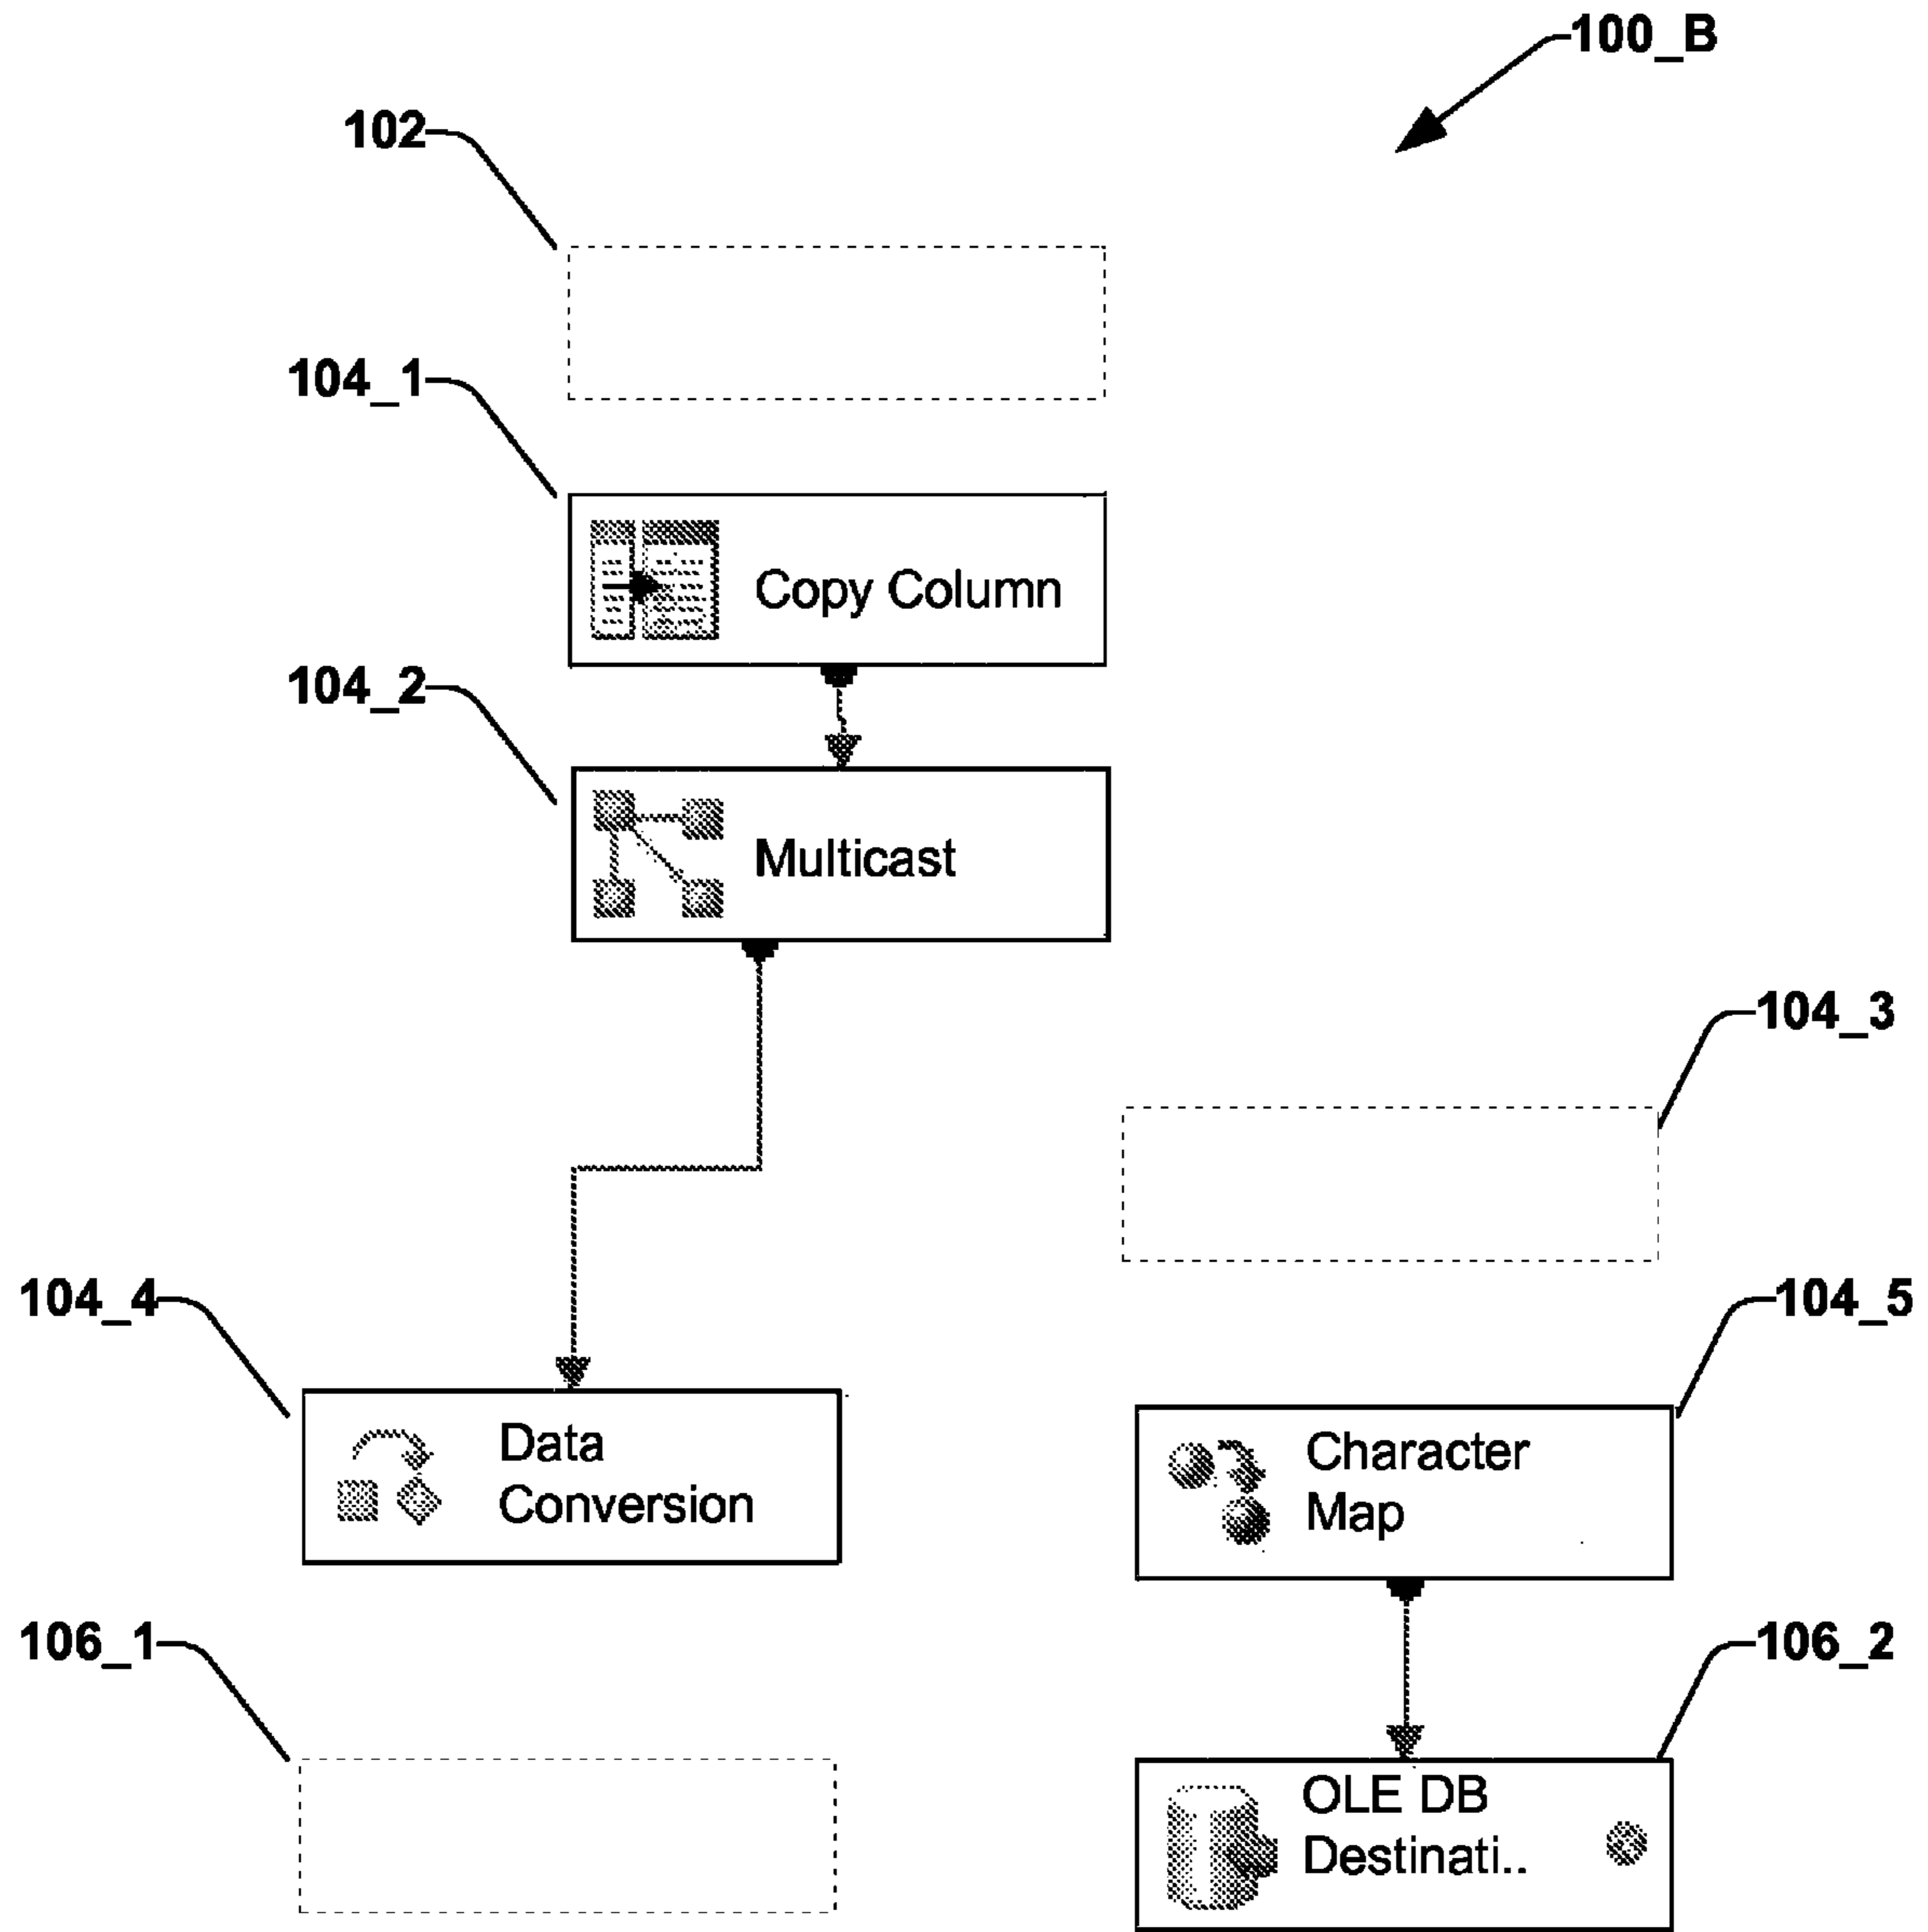 100_B
102
104_1
Copy Column
104_2
Multicast
104_3
104_4
104_5
Data
Conversion
Character
Map
106_1
106_2
OLE DB
Destinati..